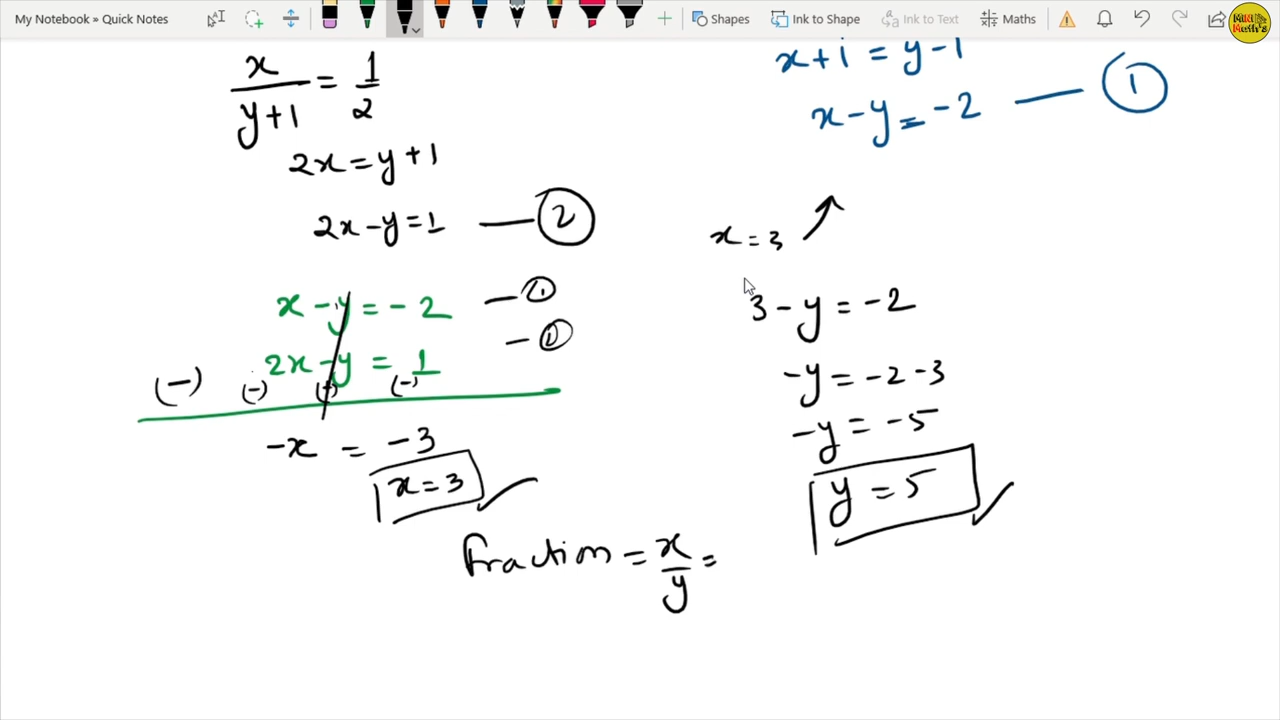 My Notebook » Quick Notes
Shapes
Ink to Shape
Ink to Text
Maths
x/(y+1) = 1/2
2x = y + 1
2x - y = 1 — ②
x - y = -2 — ①
2x - y = 1 — ②
(-) (-) (+) (-)
-x = -3
x = 3
x + 1 = y - 1
x - y = -2 — ①
x = 3
3 - y = -2
-y = -2 - 3
-y = -5
y = 5
Fraction = x/y =